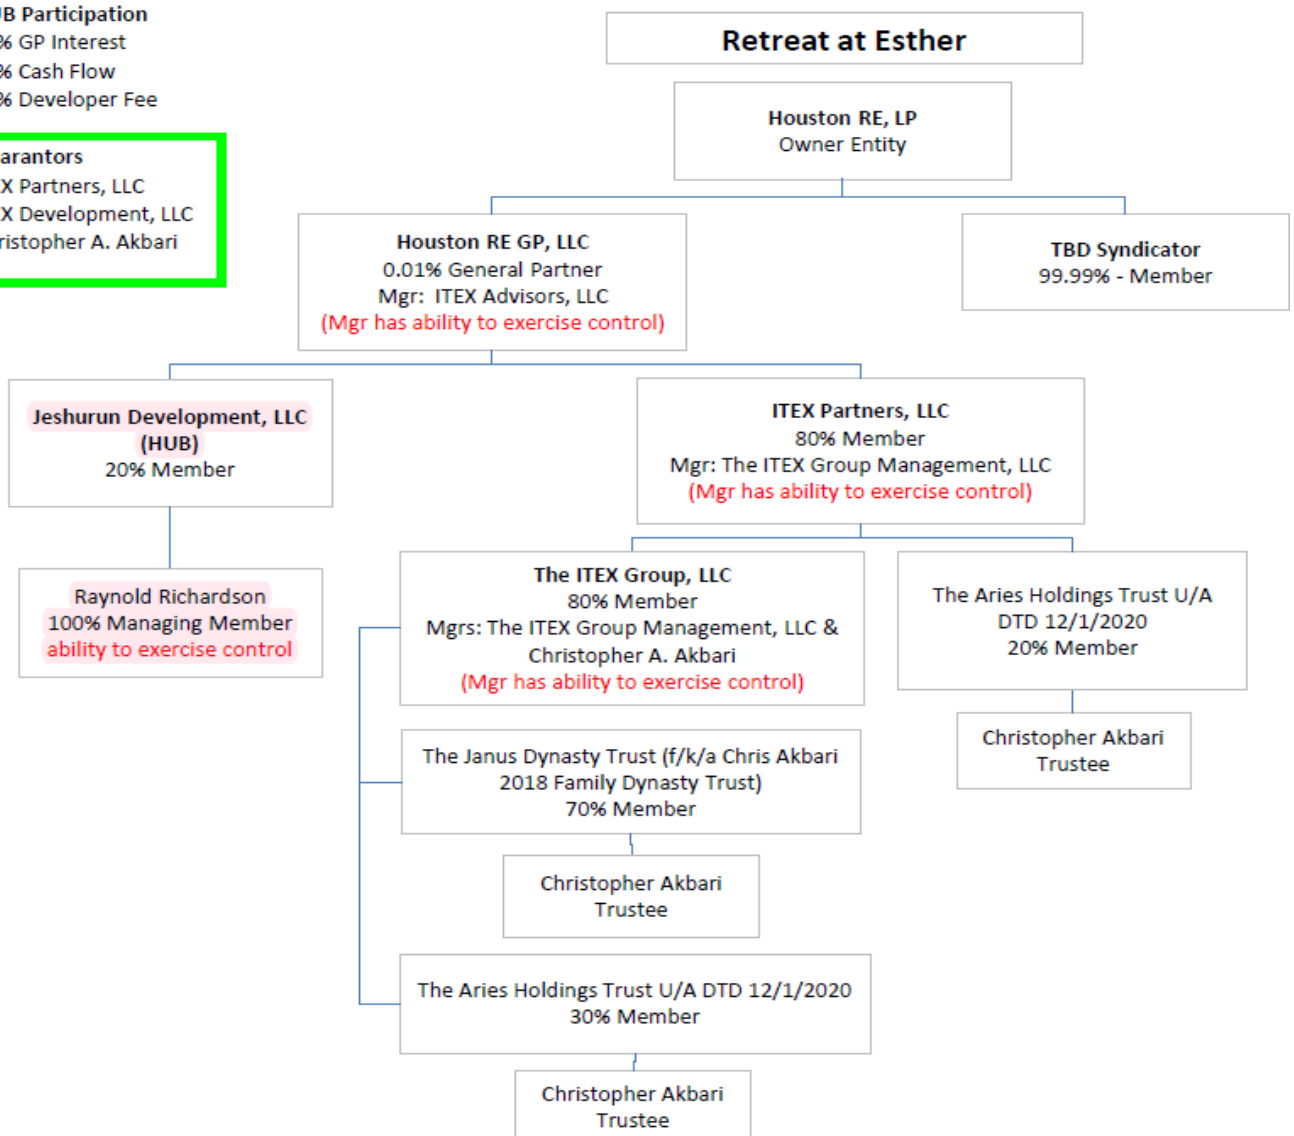 Participation
% GP Interest
% Cash Flow
% Developer Fee
Partners, LLC
Development, LLC
A. Akbari
Retreat at Esther
Houston RE, LP
Owner Entity
Houston RE GP, LLC
0.01% General Partner
Mgr: ITEX Advisors, LLC
(Mgr has ability to exercise control)
TBD Syndicator
99.99% - Member
Jeshurun Development, LLC
(HUB)
20% Member
ITEX Partners, LLC
80% Member
Mgr: The ITEX Group Management, LLC
(Mgr has ability to exercise control)
Raynold Richardson
100% Managing Member
ability to exercise control
The ITEX Group, LLC
80% Member
Mgrs: The ITEX Group Management, LLC &
Christopher A. Akbari
(Mgr has ability to exercise control)
The Aries Holdings Trust U/A
DTD 12/1/2020
20% Member
Christopher Akbari
Trustee
The Janus Dynasty Trust (f/k/a Chris Akbari
2018 Family Dynasty Trust)
70% Member
Christopher Akbari
Trustee
The Aries Holdings Trust U/A DTD 12/1/2020
30% Member
Christopher Akbari
Trustee